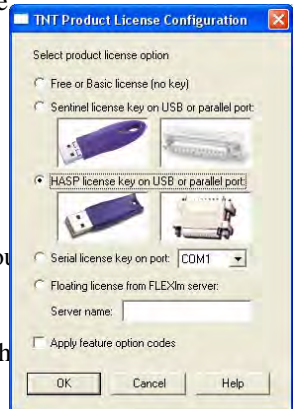 TNT Product License Configuration
Select product license option
Free or Basic license (no key)
Sentinel license key on USB or parallel port:
HASP license key on USB or parallel port:
Serial license key on port: COM1
Floating license from FLEXlm server:
Server name:
Apply feature option codes
OK Cancel Help